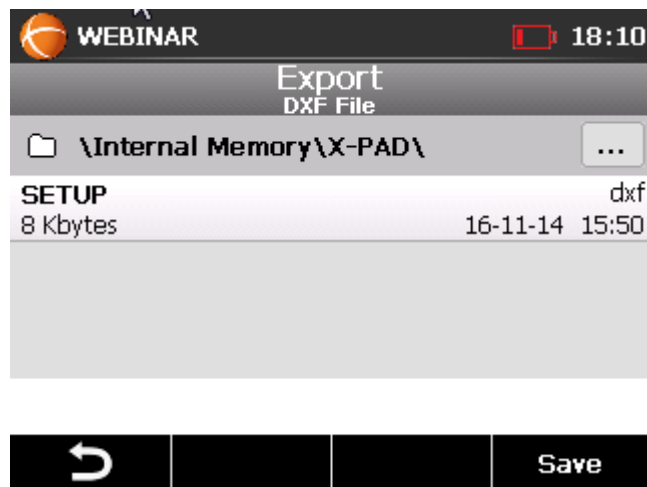 WEBINAR 18:10
Export
DXF File
\Internal Memory\X-PAD\ ...
SETUP dxf
8 Kbytes 16-11-14 15:50
Save